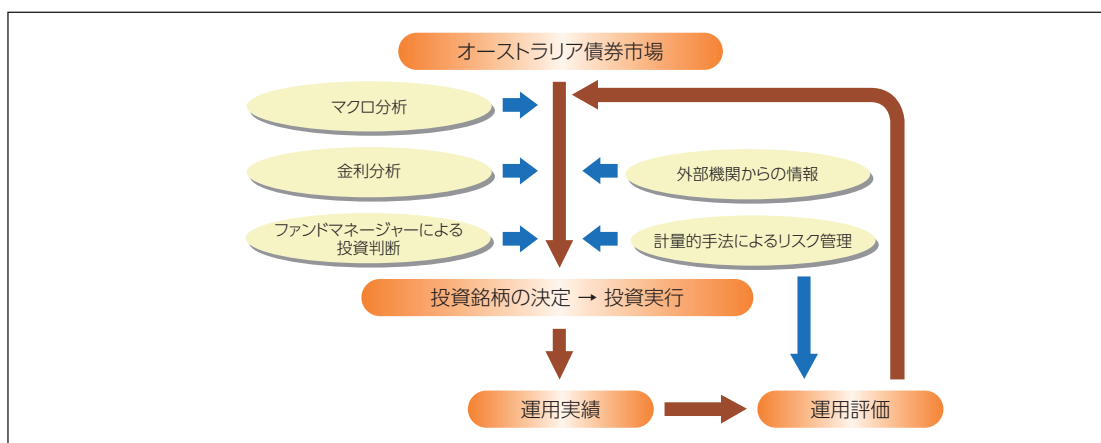 オーストラリア債券市場
マクロ分析
金利分析
外部機関からの情報
ファンドマネージャーによる
投資判断
計量的手法によるリスク管理
投資銘柄の決定 → 投資実行
運用実績
運用評価